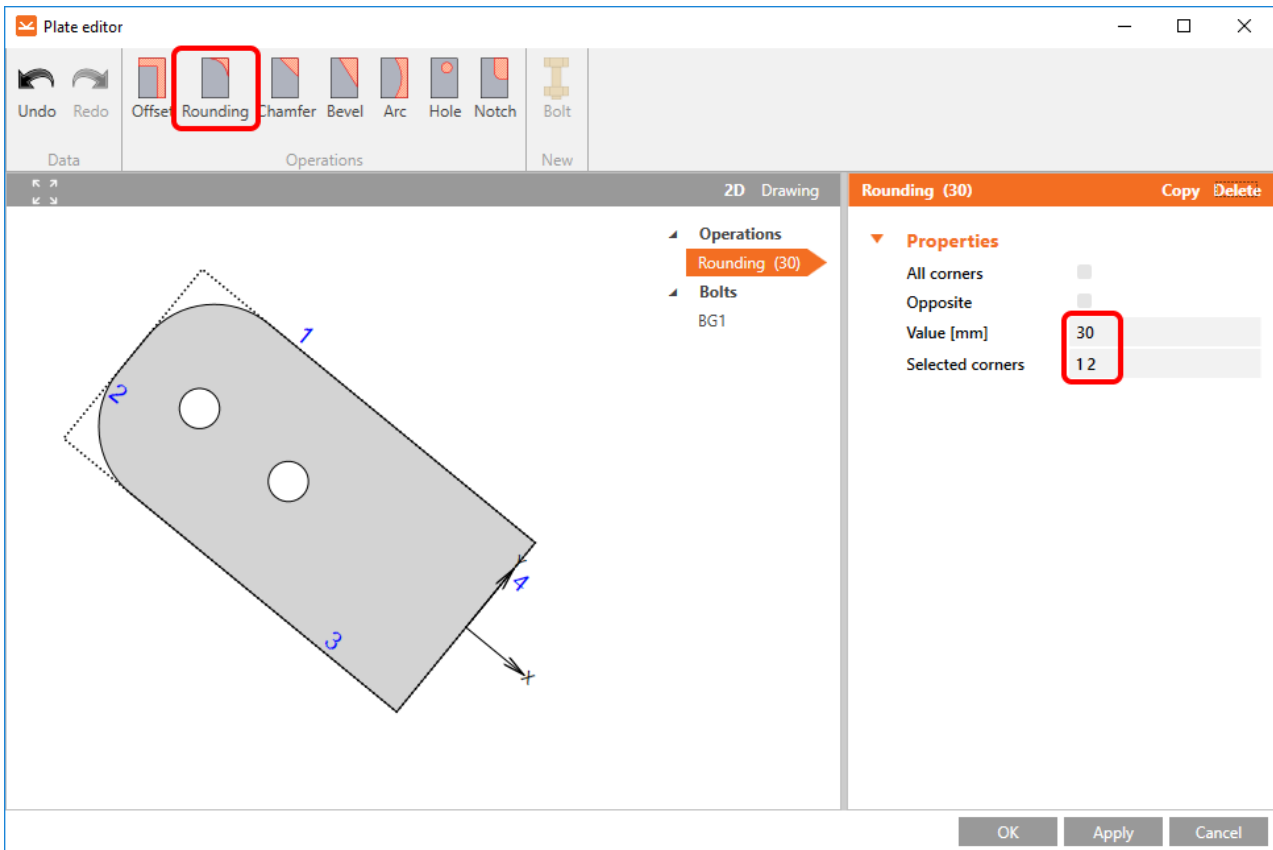 Plate editor
Undo Redo Offset Rounding Chamfer Bevel Arc Hole Notch Bolt
Data Operations New
2D Drawing Rounding (30) Copy Delete
Operations
Rounding (30)
Bolts
BG1
Properties
All corners
Opposite
Value [mm] 30
Selected corners 1 2
1
2
3
4
x
OK Apply Cancel